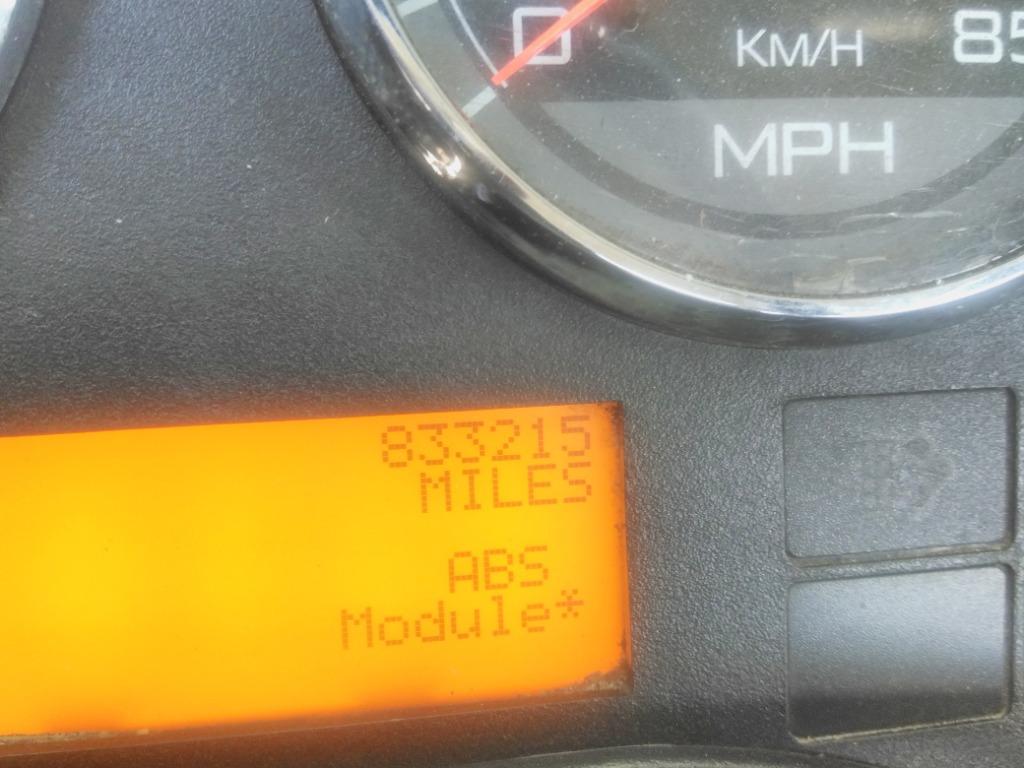 0
KM/H
85
MPH
833215
MILES
ABS
Module*